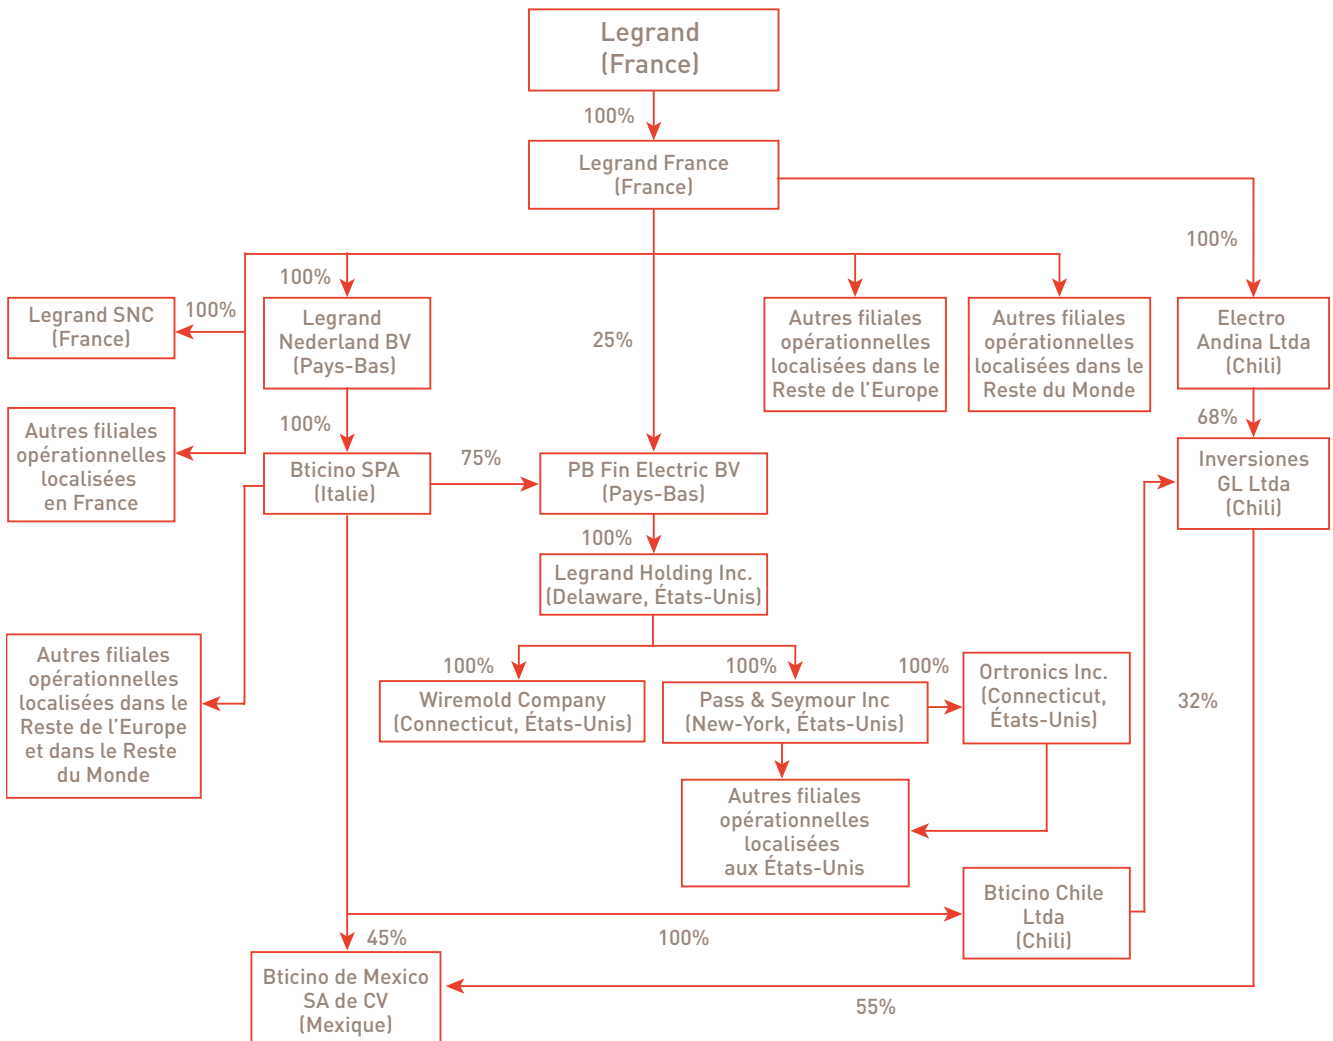 Legrand
(France)
100%
Legrand France
(France)
100%
100%
Legrand SNC
(France)
100%
Legrand
Nederland BV
(Pays-Bas)
25%
Autres filiales
opérationnelles
localisées dans le
Reste de l'Europe
Autres filiales
opérationnelles
localisées dans le
Reste du Monde
Electro
Andina Ltda
(Chili)
Autres filiales
opérationnelles
localisées
en France
100%
68%
Bticino SPA
(Italie)
75%
PB Fin Electric BV
(Pays-Bas)
Inversiones
GL Ltda
(Chili)
100%
Legrand Holding Inc.
(Delaware, États-Unis)
Autres filiales
opérationnelles
localisées dans le
Reste de l'Europe
et dans le Reste
du Monde
100%
Wiremold Company
(Connecticut, États-Unis)
100%
Pass & Seymour Inc
(New-York, États-Unis)
100%
Ortronics Inc.
(Connecticut,
États-Unis)
32%
Autres filiales
opérationnelles
localisées
aux États-Unis
Bticino Chile
Ltda
(Chili)
45%
100%
Bticino de Mexico
SA de CV
(Mexique)
55%